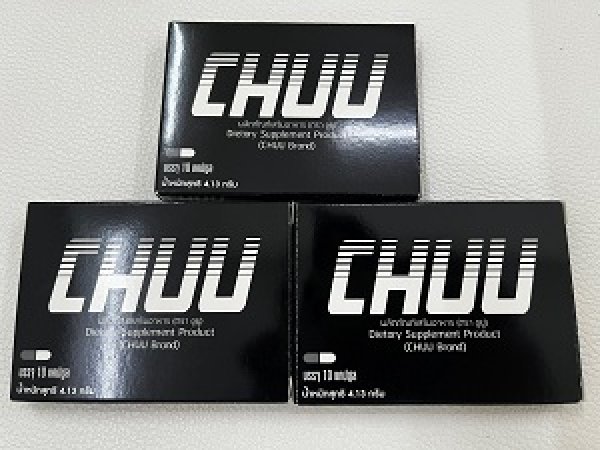 CHUU
ผลิตภัณฑ์เสริมอาหาร (ตรา ชูว์)
Dietary Supplement Product
(CHUU Brand)
บรรจุ 10 แคปซูล
น้ำหนักสุทธิ 4.13 กรัม
CHUU
ผลิตภัณฑ์เสริมอาหาร (ตรา ชูว์)
Dietary Supplement Product
(CHUU Brand)
บรรจุ 10 แคปซูล
น้ำหนักสุทธิ 4.13 กรัม
CHUU
ผลิตภัณฑ์เสริมอาหาร (ตรา ชูว์)
Dietary Supplement Product
(CHUU Brand)
บรรจุ 10 แคปซูล
น้ำหนักสุทธิ 4.13 กรัม